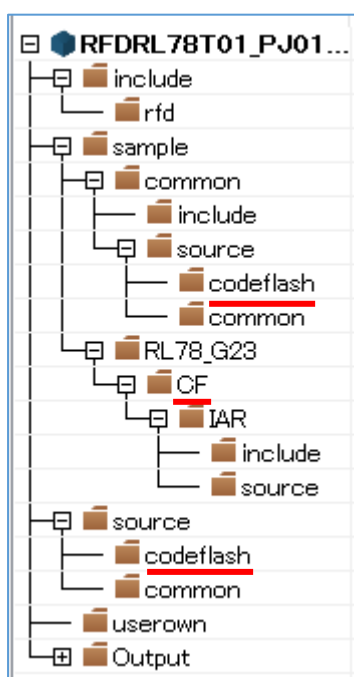 RFDRL78T01_PJ01...
include
rfd
sample
common
include
source
codeflash
common
RL78_G23
CF
IAR
include
source
source
codeflash
common
userown
Output